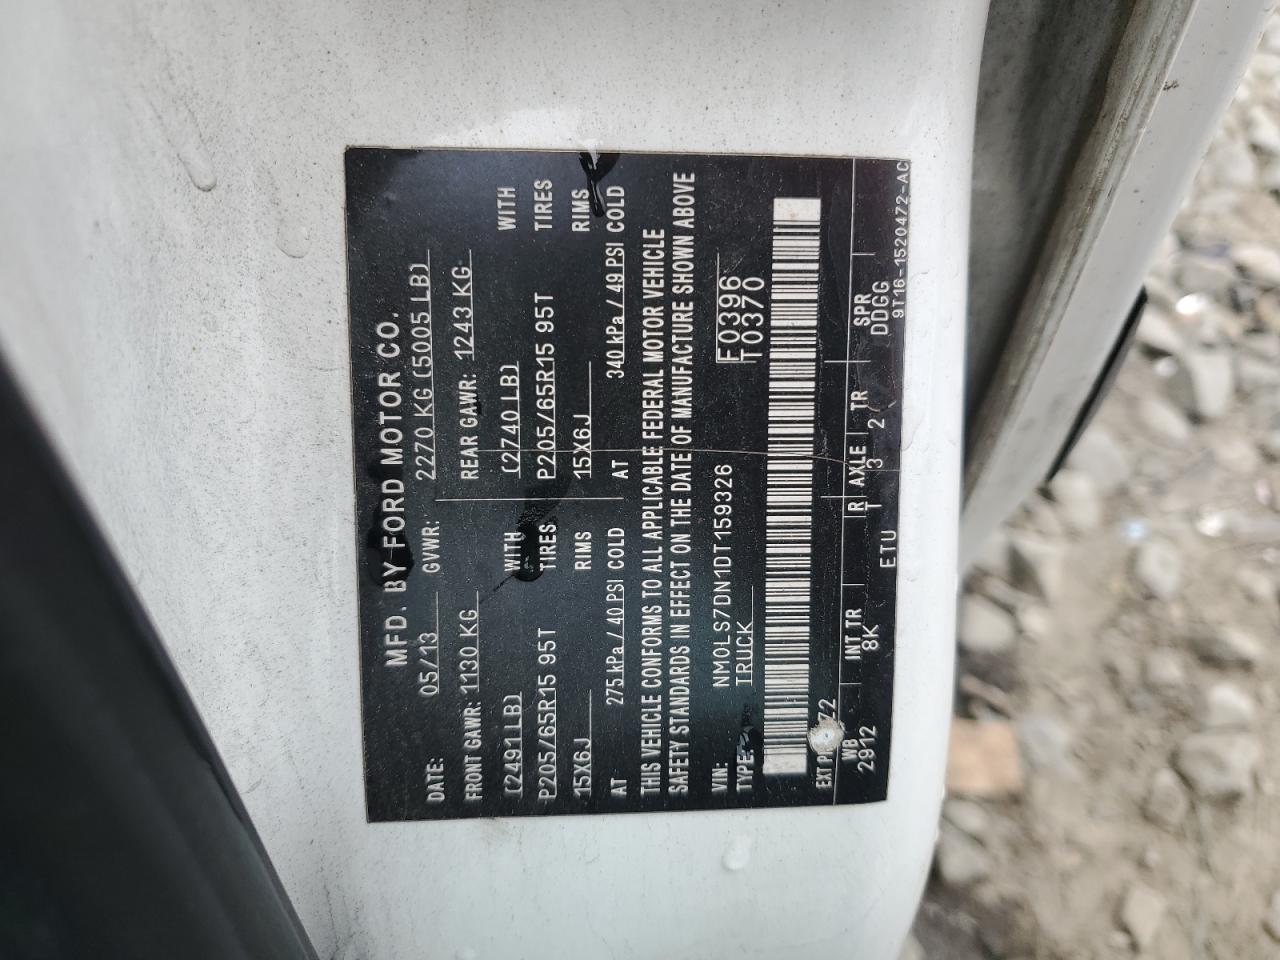 MFD. BY FORD MOTOR CO.
DATE: 05/13 GVWR: 2270 KG (5005 LB)
FRONT GAWR: 1130 KG REAR GAWR: 1243 KG
(2491 LB) WITH (2740 LB) WITH
P205/65R15 95T TIRES P205/65R15 95T TIRES
15X6J RIMS 15X6J RIMS
AT 275 kPa / 40 PSI COLD AT 340 kPa / 49 PSI COLD
THIS VEHICLE CONFORMS TO ALL APPLICABLE FEDERAL MOTOR VEHICLE
SAFETY STANDARDS IN EFFECT ON THE DATE OF MANUFACTURE SHOWN ABOVE
VIN: NM0LS7DN1DT159326 F0396
TYPE: TRUCK T0370
EXT
WB INT TR R AXLE TR SPR
2912 8K T 3 2 DDGG
ETU 9T16-1520472-AC